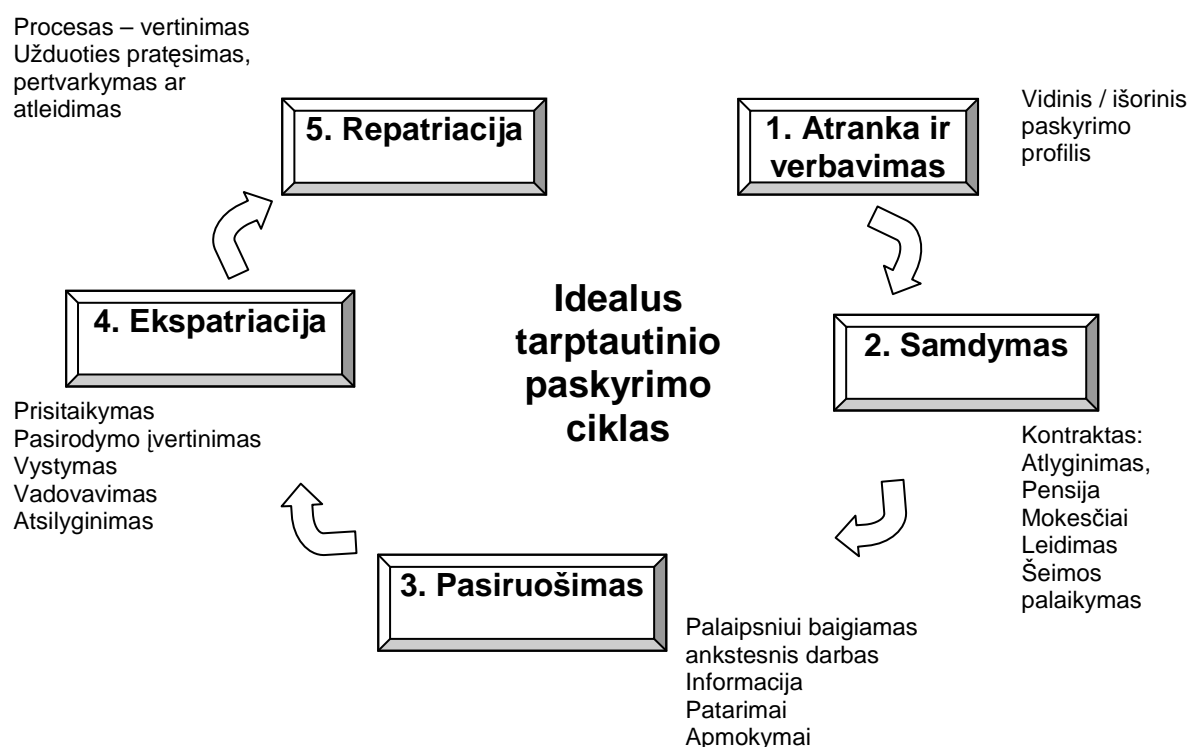 Procesas – vertinimas
Užduoties pratęsimas,
pertvarkymas ar
atleidimas
5. Repatriacija
1. Atranka ir
verbavimas
Vidinis / išorinis
paskyrimo
profilis
4. Ekspatriacija
Idealus
tarptautinio
paskyrimo
ciklas
2. Samdymas
Prisitaikymas
Pasirodymo įvertinimas
Vystymas
Vadovavimas
Atsilyginimas
Kontraktas:
Atlyginimas,
Pensija
Mokesčiai
Leidimas
Šeimos
palaikymas
3. Pasiruošimas
Palaipsniui baigiamas
ankstesnis darbas
Informacija
Patarimai
Apmokymai